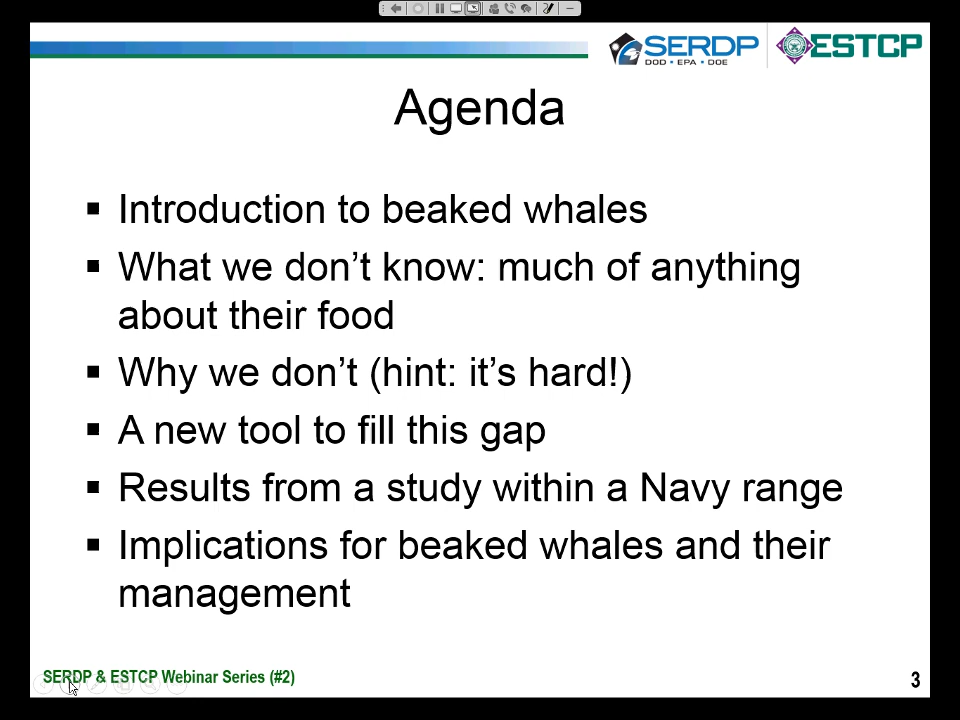 SERDP
DOD • EPA • DOE
ESTCP
Agenda
▪ Introduction to beaked whales
▪ What we don’t know: much of anything
about their food
▪ Why we don’t (hint: it’s hard!)
▪ A new tool to fill this gap
▪ Results from a study within a Navy range
▪ Implications for beaked whales and their
management
SERDP & ESTCP Webinar Series (#2)
3